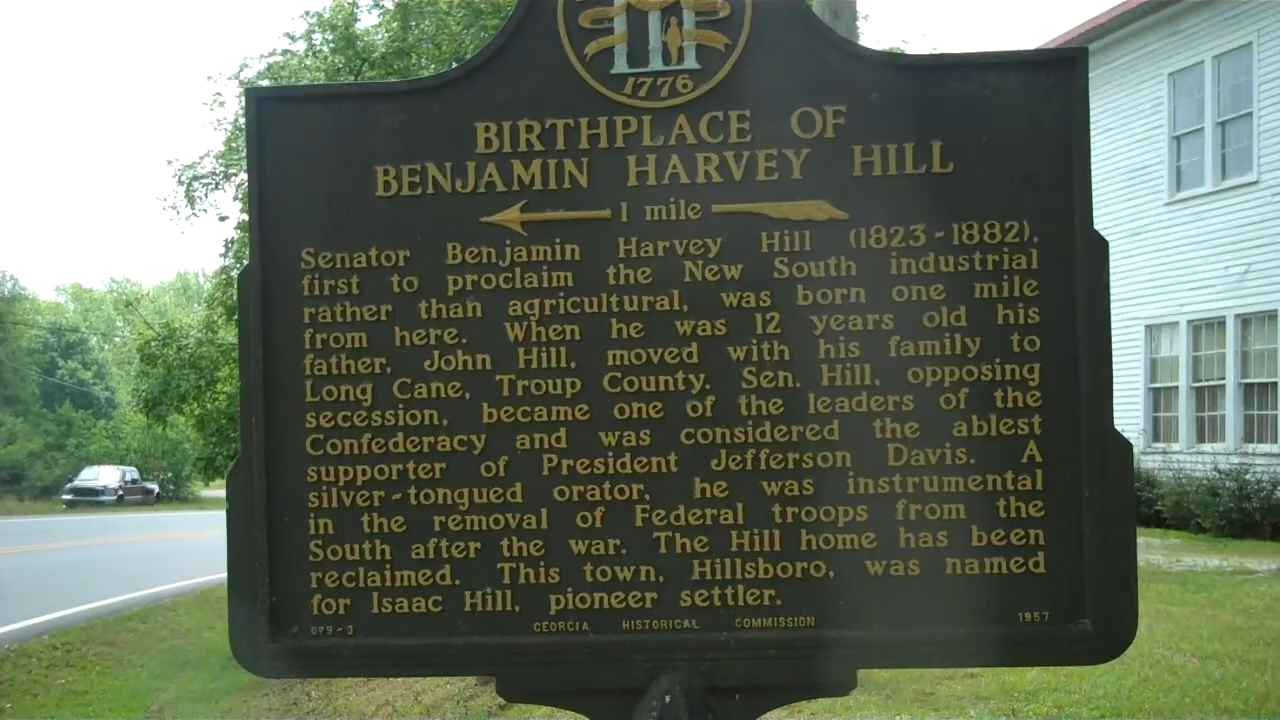 1776
BIRTHPLACE OF
BENJAMIN HARVEY HILL
1 mile
Senator Benjamin Harvey Hill (1823-1882),
first to proclaim the New South industrial
rather than agricultural, was born one mile
from here. When he was 12 years old his
father, John Hill, moved with his family to
Long Cane, Troup County. Sen. Hill, opposing
secession, became one of the leaders of the
Confederacy and was considered the ablest
supporter of President Jefferson Davis. A
silver-tongued orator, he was instrumental
in the removal of Federal troops from the
South after the war. The Hill home has been
reclaimed. This town, Hillsboro, was named
for Isaac Hill, pioneer settler.
079-3 GEORGIA HISTORICAL COMMISSION 1957